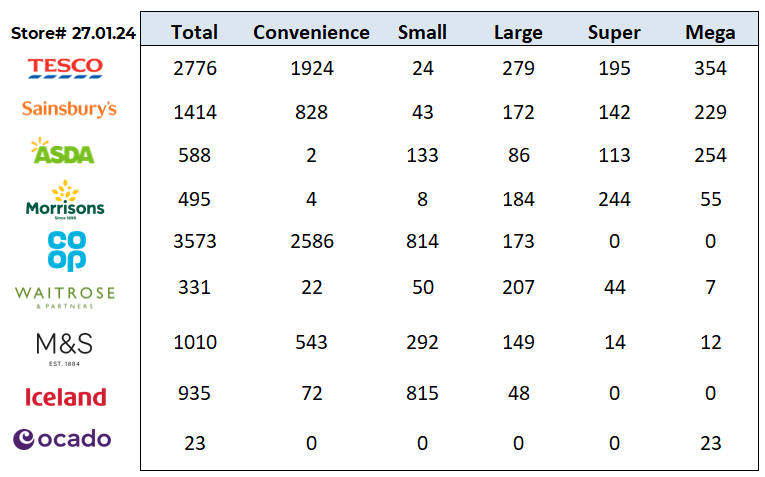 Store# 27.01.24 Total Convenience Small Large Super Mega
TESCO 2776 1924 24 279 195 354
Sainsbury's 1414 828 43 172 142 229
ASDA 588 2 133 86 113 254
Morrisons 495 4 8 184 244 55
Since 1899
co op 3573 2586 814 173 0 0
WAITROSE 331 22 50 207 44 7
& PARTNERS
M&S 1010 543 292 149 14 12
EST. 1884
Iceland 935 72 815 48 0 0
ocado 23 0 0 0 0 23